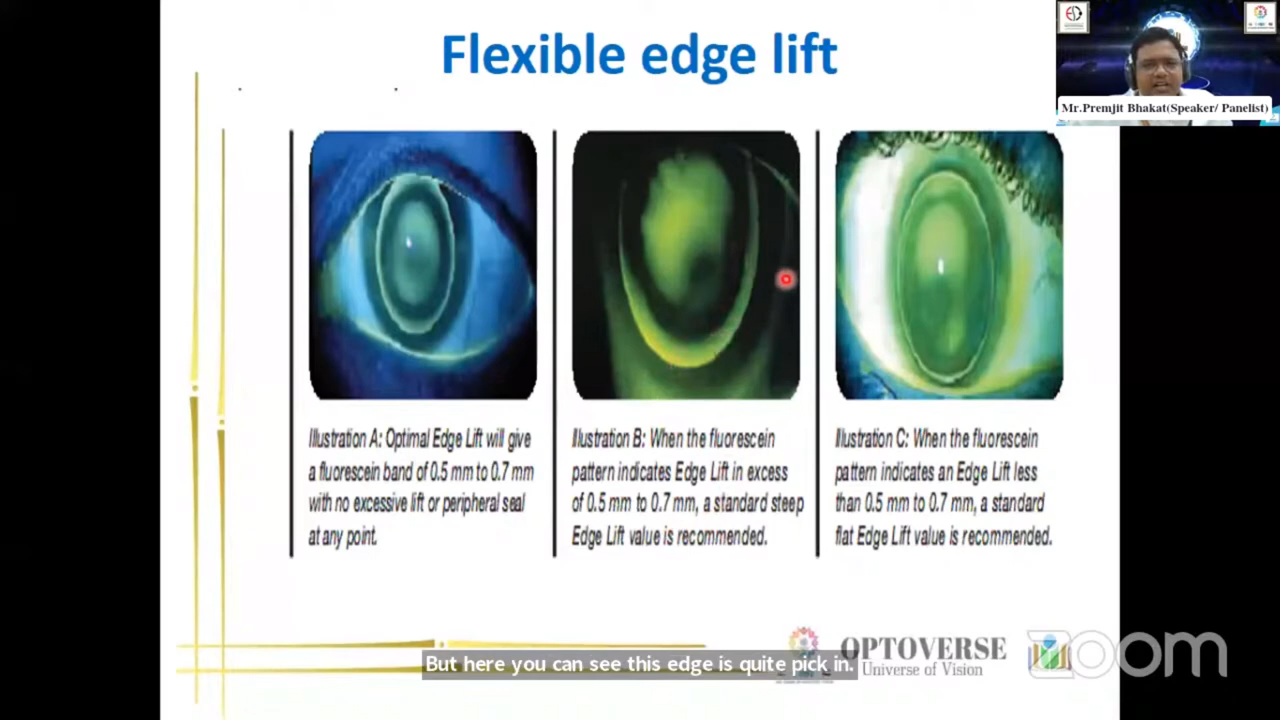 Flexible edge lift
Mr.Premjit Bhakat(Speaker/ Panelist)
Illustration A: Optimal Edge Lift will give
a fluorescein band of 0.5 mm to 0.7 mm
with no excessive lift or peripheral seal
at any point.
Illustration B: When the fluorescein
pattern indicates Edge Lift in excess
of 0.5 mm to 0.7 mm, a standard steep
Edge Lift value is recommended.
Illustration C: When the fluorescein
pattern indicates an Edge Lift less
than 0.5 mm to 0.7 mm, a standard
flat Edge Lift value is recommended.
OPTOVERSE
Universe of Vision
zoom
But here you can see this edge is quite pick in.